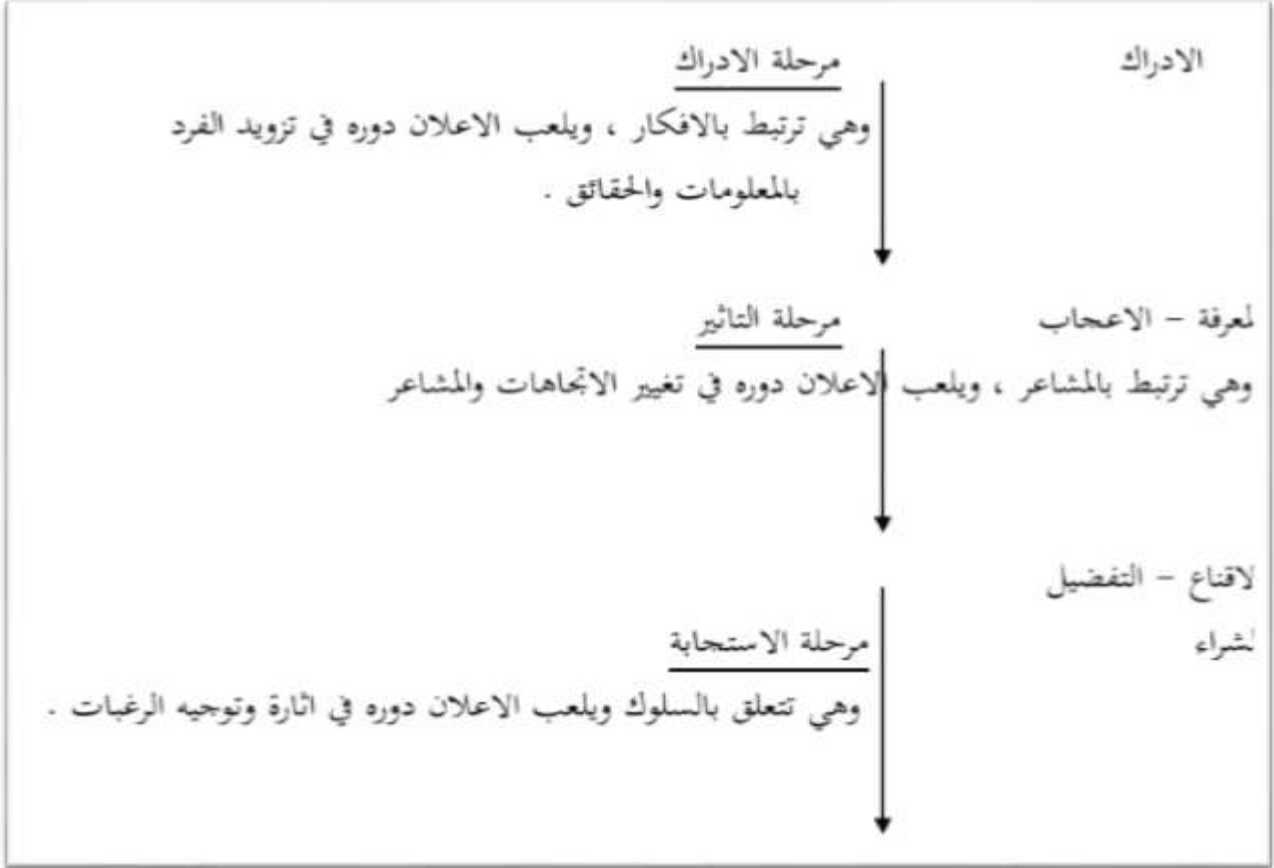 الادراك مرحلة الادراك
وهي ترتبط بالافكار ، ويلعب الاعلان دوره في تزويد الفرد
بالمعلومات والحقائق .
لمعرفة – الاعجاب مرحلة التاثير
وهي ترتبط بالمشاعر ، ويلعب الاعلان دوره في تغيير الاتجاهات والمشاعر
لاقناع – التفضيل
لشراء مرحلة الاستجابة
وهي تتعلق بالسلوك ويلعب الاعلان دوره في اثارة وتوجيه الرغبات .